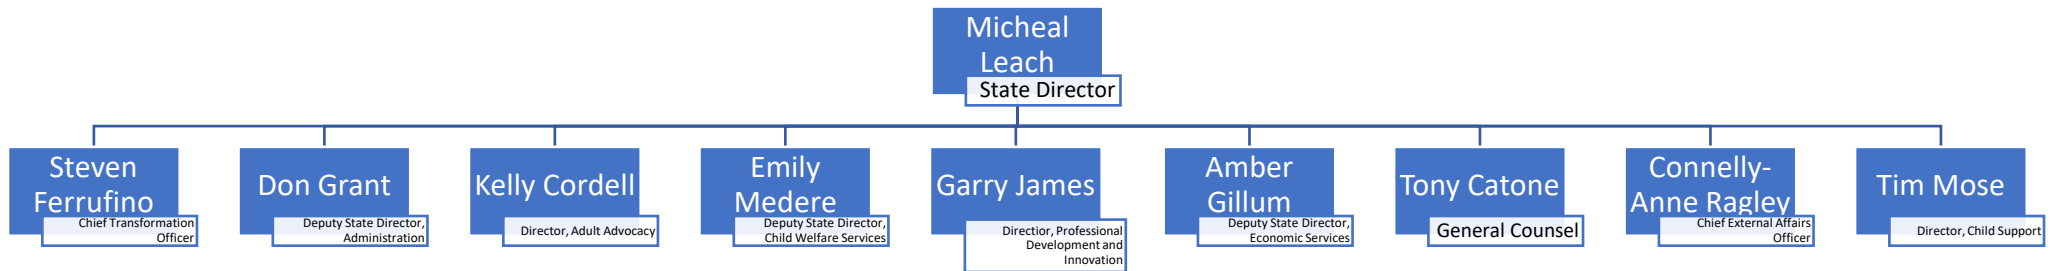 Micheal
Leach
State Director
Steven
Ferrufino
Chief Transformation
Officer
Don Grant
Deputy State Director,
Administration
Kelly Cordell
Director, Adult Advocacy
Emily
Medere
Deputy State Director,
Child Welfare Services
Garry James
Directior, Professional
Development and
Innovation
Amber
Gillum
Deputy State Director,
Economic Services
Tony Catone
General Counsel
Connelly-
Anne Ragley
Chief External Affairs
Officer
Tim Mose
Director, Child Support